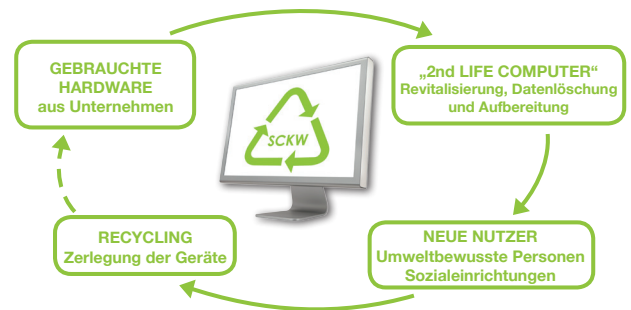 GEBRAUCHTE
HARDWARE
aus Unternehmen
„2nd LIFE COMPUTER“
Revitalisierung, Datenlöschung
und Aufbereitung
SCKW
RECYCLING
Zerlegung der Geräte
NEUE NUTZER
Umweltbewusste Personen
Sozialeinrichtungen